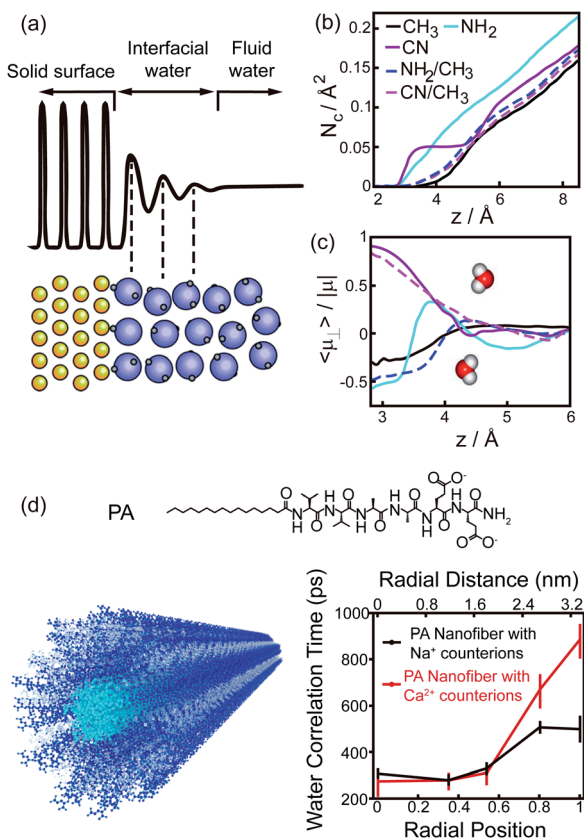 (a)
Interfacial
water
Fluid
water
Solid surface
(b)
CH₃ NH₂
CN
NH₂/CH₃
CN/CH₃
N꜀ / Å²
0.2
0.15
0.1
0.05
0
2 4 6 8
z / Å
(c)
<μ⊥> / |μ|
1
0.5
0
-0.5
3 4 5 6
z / Å
(d)
PA
O O O O⁻ O
H N H N H N H N H N H N NH₂
O O O O
O⁻
Radial Distance (nm)
0 0.6 1.2 1.8 2.6 3.2
Water Correlation Time (ps)
1000
800
600
400
200
PA Nanofiber with
Na⁺ counterions
PA Nanofiber with
Ca²⁺ counterions
0 0.2 0.4 0.6 0.8 1
Radial Position